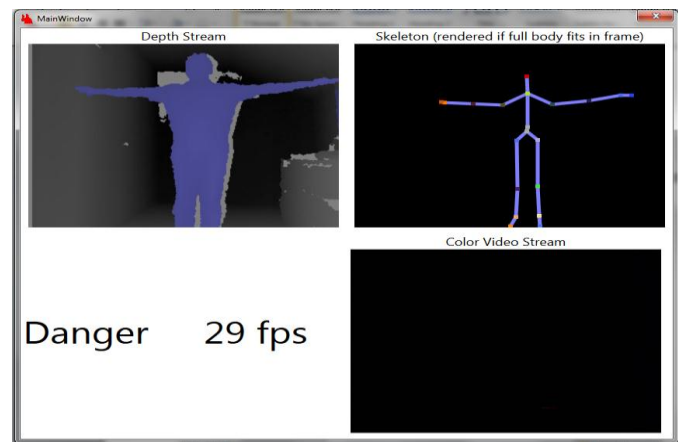 MainWindow
Depth Stream
Skeleton (rendered if full body fits in frame)
Color Video Stream
Danger 29 fps